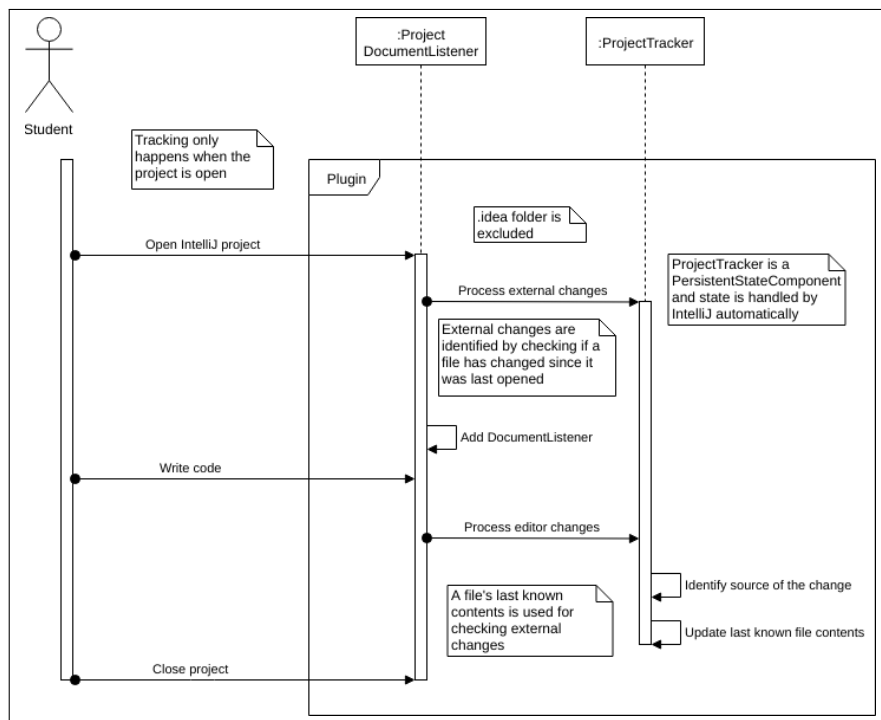 :Project
DocumentListener
:ProjectTracker
Student
Tracking only
happens when the
project is open
Plugin
.idea folder is
excluded
Open IntelliJ project
ProjectTracker is a
PersistentStateComponent
and state is handled by
IntelliJ automatically
Process external changes
External changes are
identified by checking if a
file has changed since it
was last opened
Add DocumentListener
Write code
Process editor changes
Identify source of the change
A file's last known
contents is used for
checking external
changes
Update last known file contents
Close project